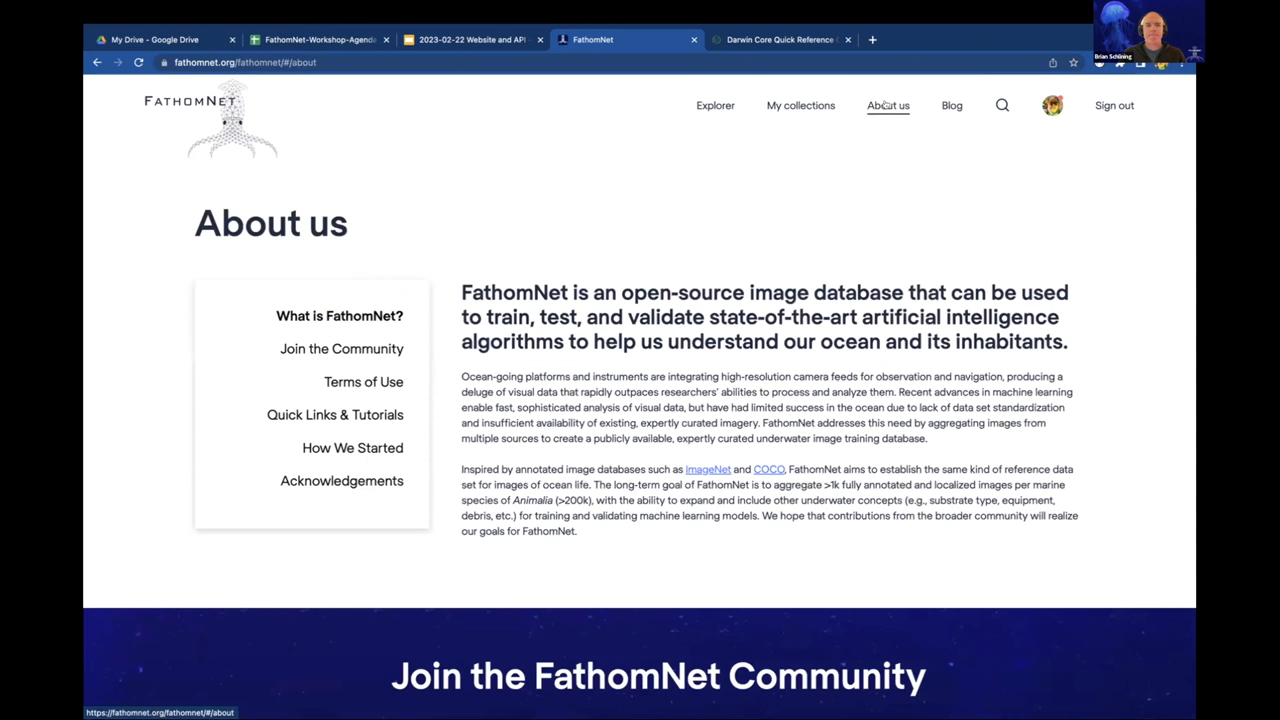 My Drive - Google Drive
FathomNet-Workshop-Agenda
2023-02-22 Website and API
FathomNet
Darwin Core Quick Reference
fathomnet.org/fathomnet/#/about
Brian Schlining
FATHOMNET
Explorer
My collections
About us
Blog
Sign out
About us
What is FathomNet?
Join the Community
Terms of Use
Quick Links & Tutorials
How We Started
Acknowledgements
FathomNet is an open-source image database that can be used
to train, test, and validate state-of-the-art artificial intelligence
algorithms to help us understand our ocean and its inhabitants.
Ocean-going platforms and instruments are integrating high-resolution camera feeds for observation and navigation, producing a
deluge of visual data that rapidly outpaces researchers' abilities to process and analyze them. Recent advances in machine learning
enable fast, sophisticated analysis of visual data, but have had limited success in the ocean due to lack of data set standardization
and insufficient availability of existing, expertly curated imagery. FathomNet addresses this need by aggregating images from
multiple sources to create a publicly available, expertly curated underwater image training database.
Inspired by annotated image databases such as ImageNet and COCO, FathomNet aims to establish the same kind of reference data
set for images of ocean life. The long-term goal of FathomNet is to aggregate >1k fully annotated and localized images per marine
species of Animalia (>200k), with the ability to expand and include other underwater concepts (e.g., substrate type, equipment,
debris, etc.) for training and validating machine learning models. We hope that contributions from the broader community will realize
our goals for FathomNet.
Join the FathomNet Community
https://fathomnet.org/fathomnet/#/about